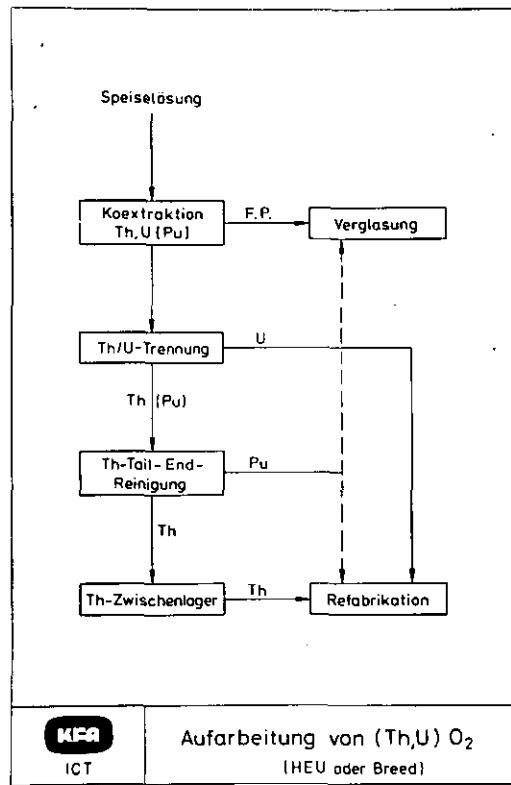 Speiselösung
Koextraktion
Th,U (Pu)
F.P.
Verglasung
Th/U-Trennung
U
Th (Pu)
Th-Tail-End-
Reinigung
Pu
Th
Th-Zwischenlager
Th
Refabrikation
KFA
ICT
Aufarbeitung von (Th,U) O₂
(HEU oder Breed)